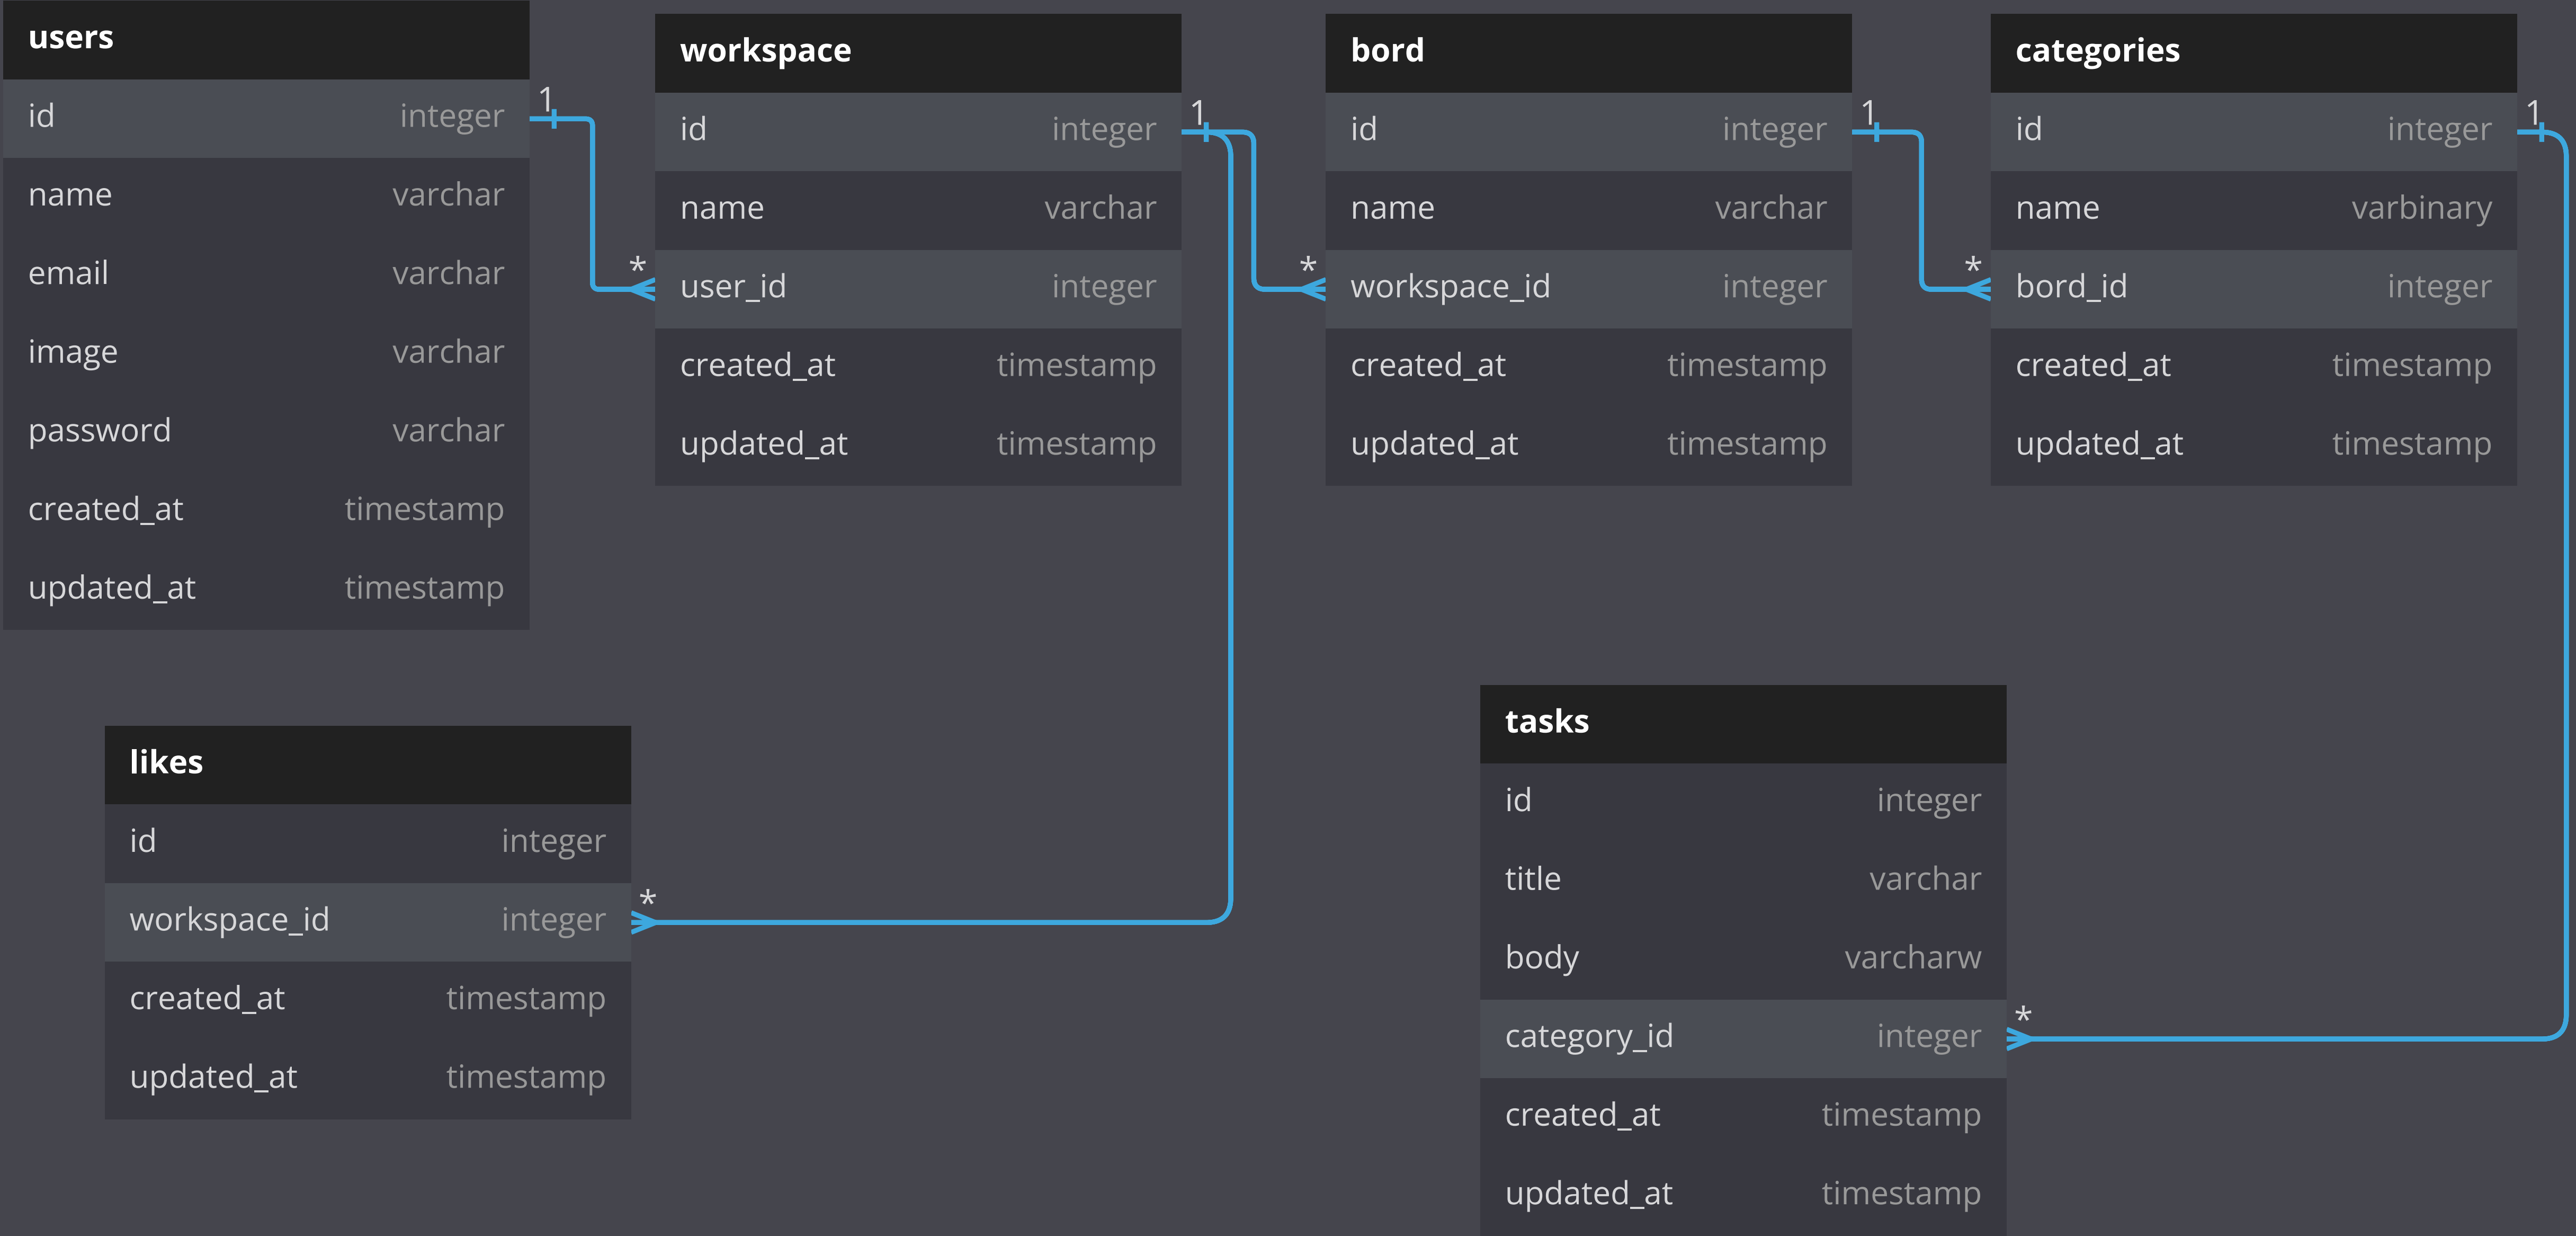 users
id integer
name varchar
email varchar
image varchar
password varchar
created_at timestamp
updated_at timestamp
1
*
workspace
id integer
name varchar
user_id integer
created_at timestamp
updated_at timestamp
1
*
bord
id integer
name varchar
workspace_id integer
created_at timestamp
updated_at timestamp
1
*
categories
id integer
name varbinary
bord_id integer
created_at timestamp
updated_at timestamp
1
likes
id integer
workspace_id integer
created_at timestamp
updated_at timestamp
*
tasks
id integer
title varchar
body varcharw
category_id integer
created_at timestamp
updated_at timestamp
*